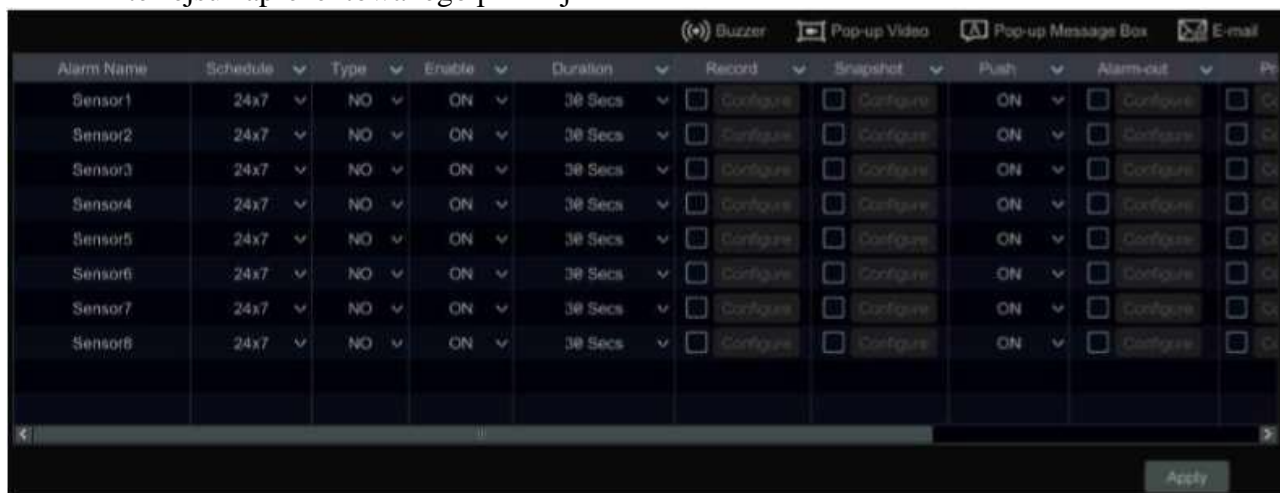 Buzzer Pop-up Video Pop-up Message Box E-mail
Alarm Name Schedule Type Enable Duration Record Snapshot Push Alarm-out Pr
Sensor1 24x7 NO ON 30 Secs Configure Configure ON Configure
Sensor2 24x7 NO ON 30 Secs Configure Configure ON Configure
Sensor3 24x7 NO ON 30 Secs Configure Configure ON Configure
Sensor4 24x7 NO ON 30 Secs Configure Configure ON Configure
Sensor5 24x7 NO ON 30 Secs Configure Configure ON Configure
Sensor6 24x7 NO ON 30 Secs Configure Configure ON Configure
Sensor7 24x7 NO ON 30 Secs Configure Configure ON Configure
Sensor8 24x7 NO ON 30 Secs Configure Configure ON Configure
Apply